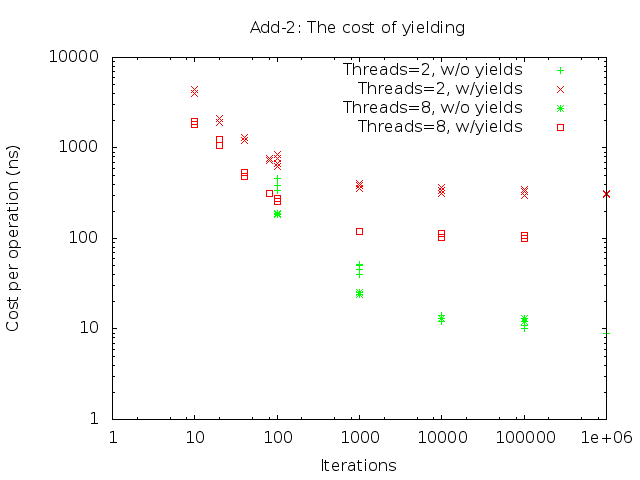 Add-2: The cost of yielding
10000
1000
100
10
1
Cost per operation (ns)
Threads=2, w/o yields
Threads=2, w/yields
Threads=8, w/o yields
Threads=8, w/yields
1 10 100 1000 10000 100000 1e+06
Iterations